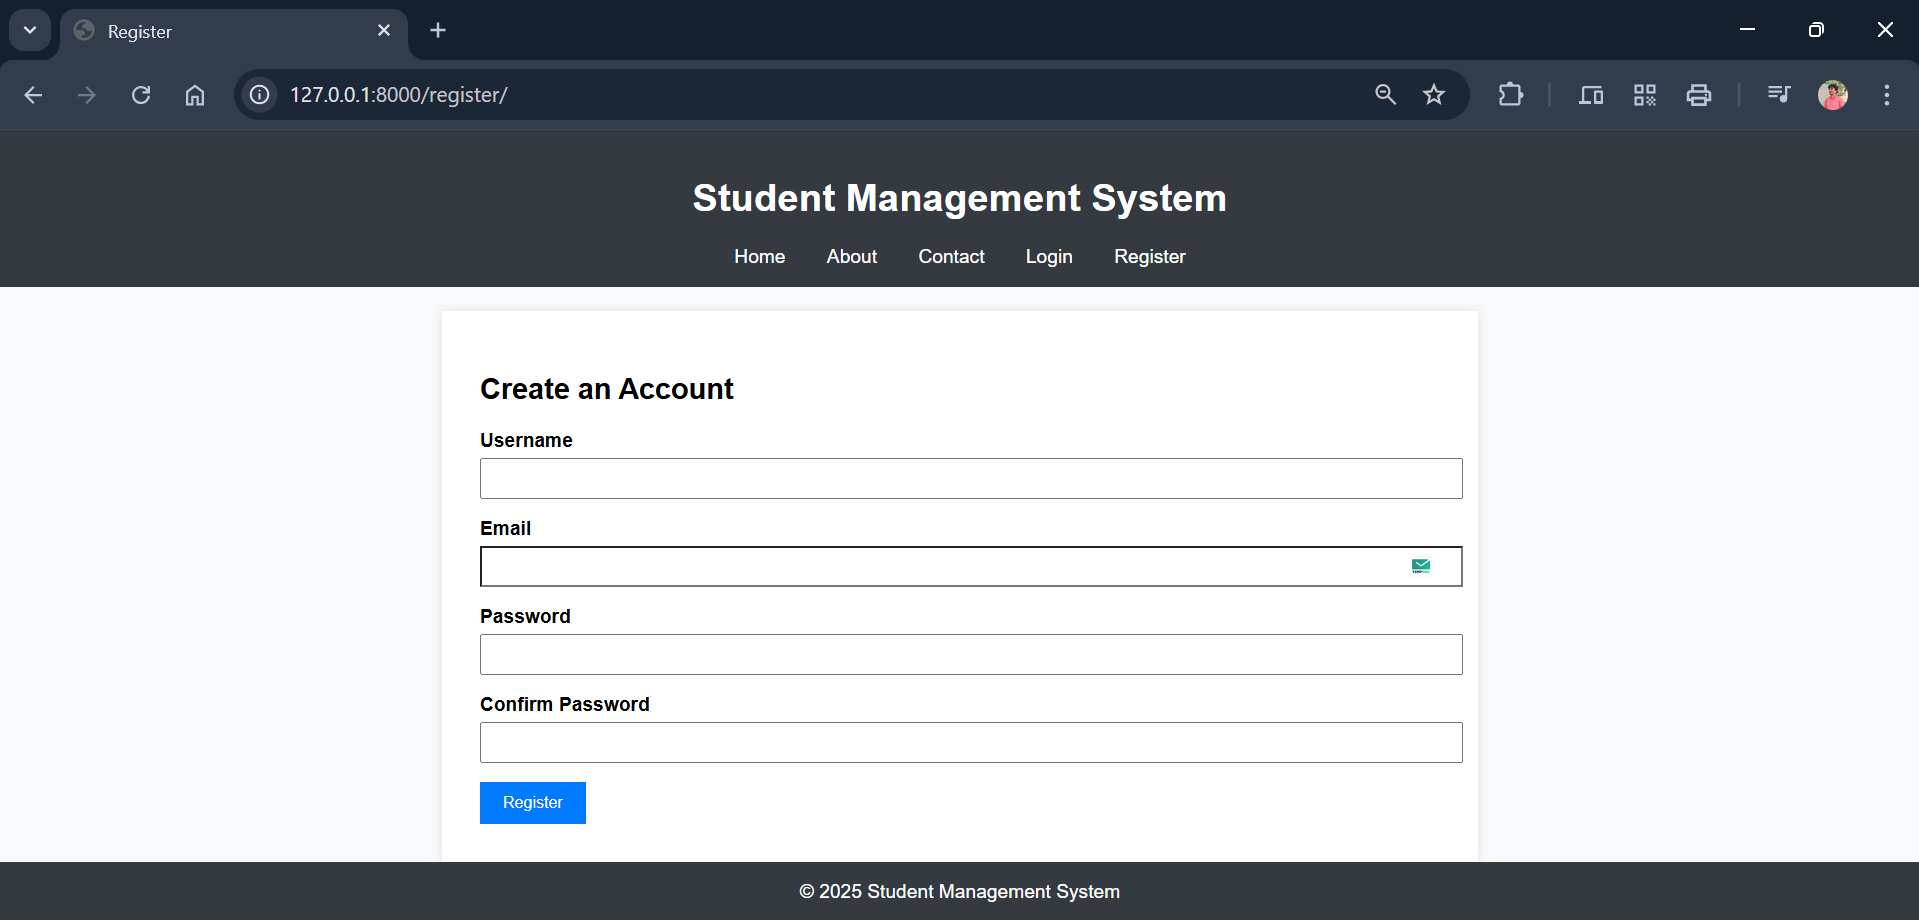 Register
127.0.0.1:8000/register/
Student Management System
Home About Contact Login Register
Create an Account
Username
Email
Password
Confirm Password
Register
© 2025 Student Management System